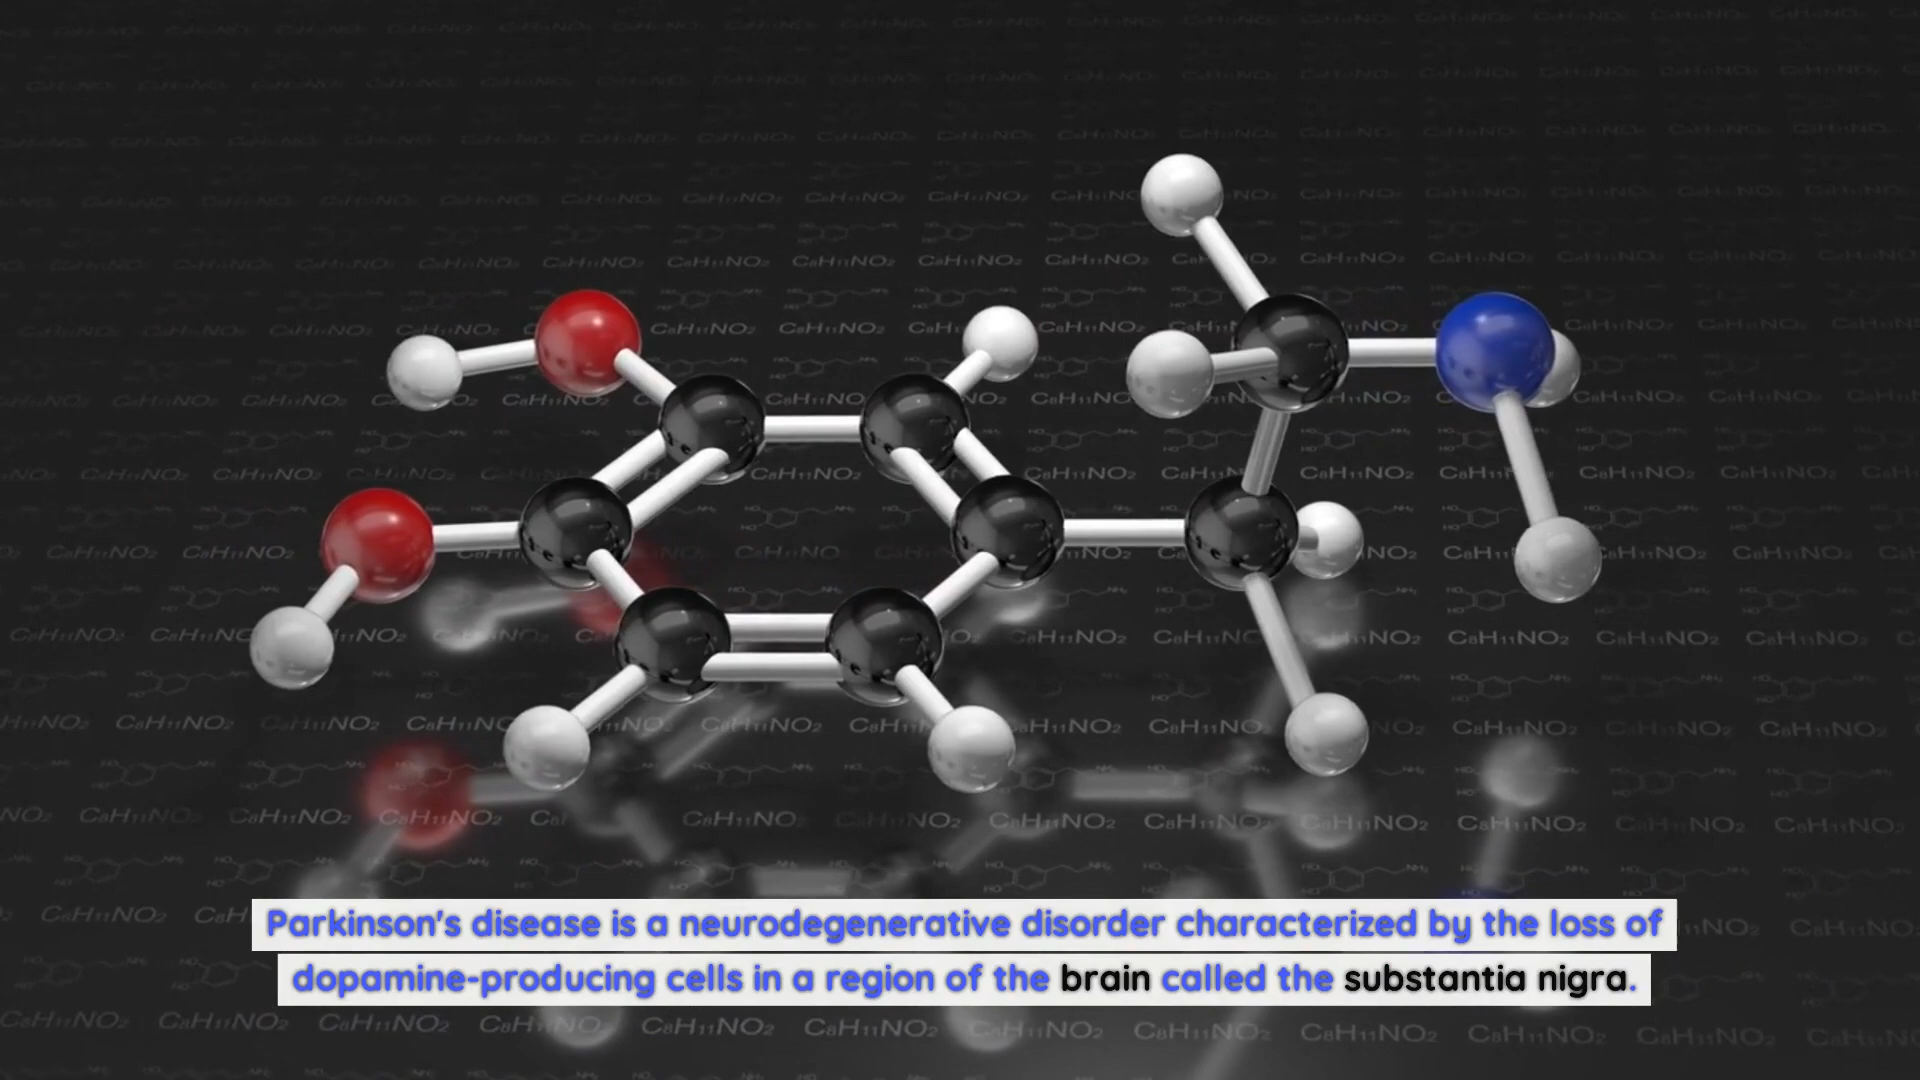 Parkinson's disease is a neurodegenerative disorder characterized by the loss of
dopamine-producing cells in a region of the brain called the substantia nigra.
C₈H₁₁NO₂